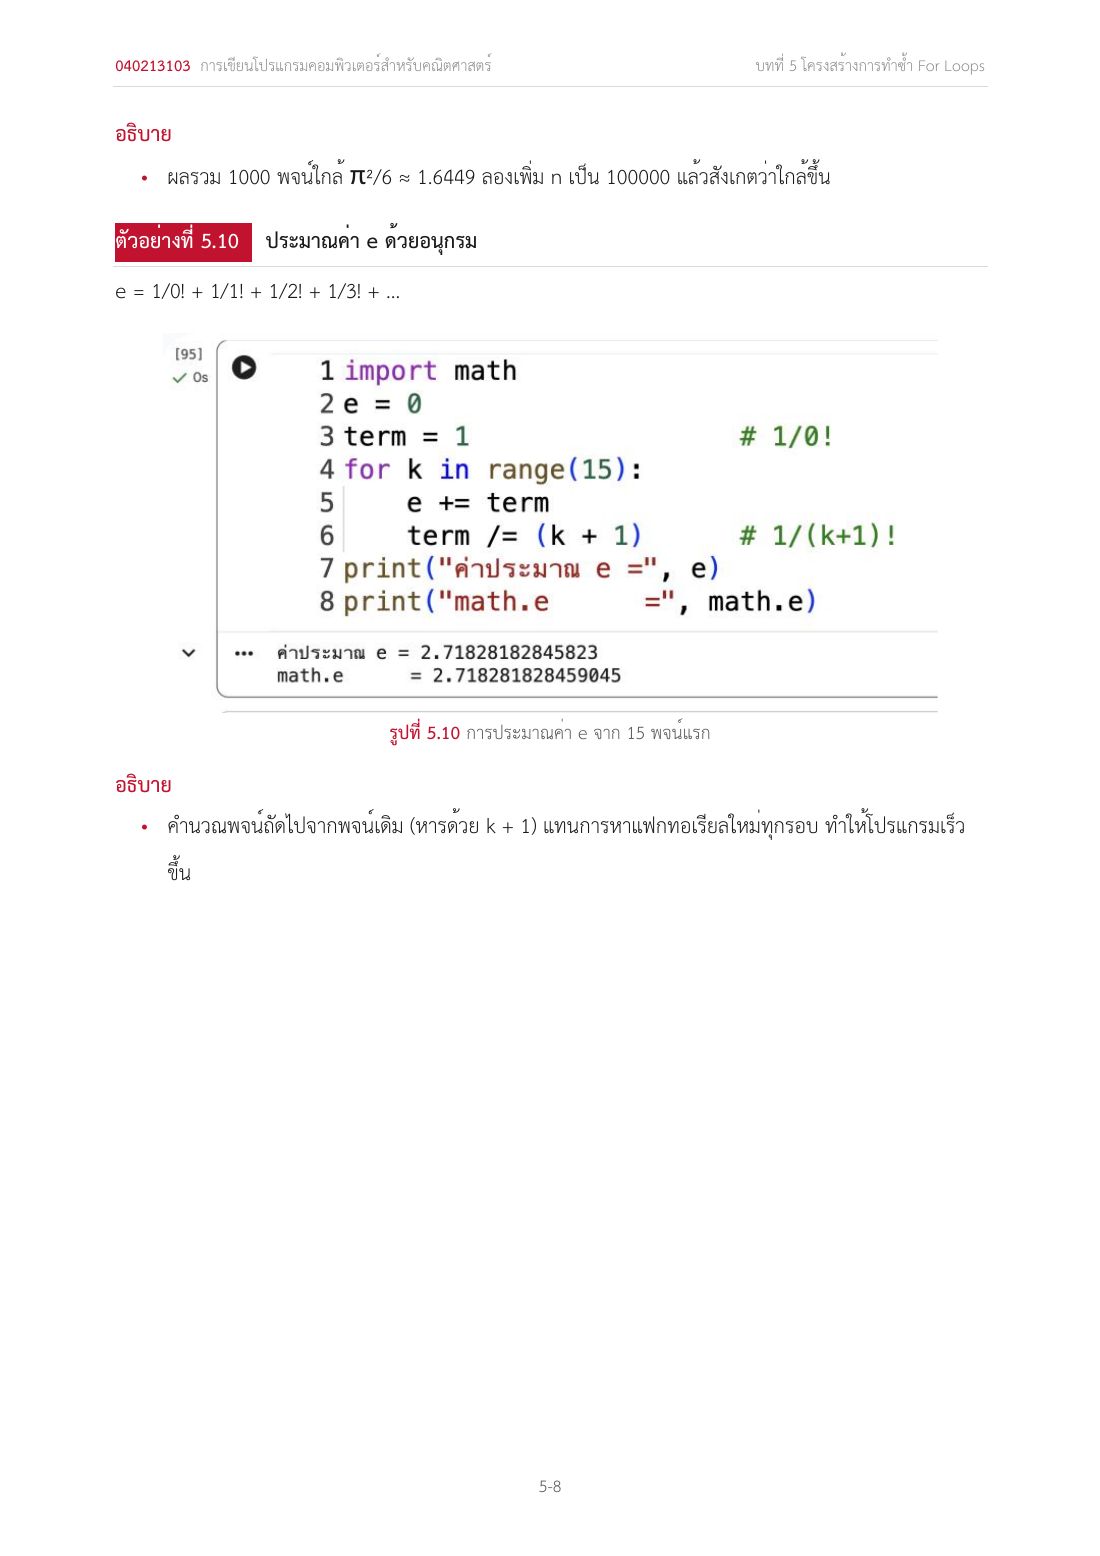 040213103 การเขียนโปรแกรมคอมพิวเตอร์สำหรับคณิตศาสตร์ บทที่ 5 โครงสร้างการทำซ้ำ For Loops
อธิบาย
• ผลรวม 1000 พจน์ใกล้ π²/6 ≈ 1.6449 ลองเพิ่ม n เป็น 100000 แล้วสังเกตว่าใกล้ขึ้น
ตัวอย่างที่ 5.10 ประมาณค่า e ด้วยอนุกรม
e = 1/0! + 1/1! + 1/2! + 1/3! + ...
[95]
0s
1 import math
2 e = 0
3 term = 1 # 1/0!
4 for k in range(15):
5 e += term
6 term /= (k + 1) # 1/(k+1)!
7 print("ค่าประมาณ e =", e)
8 print("math.e =", math.e)
ค่าประมาณ e = 2.71828182845823
math.e = 2.718281828459045
รูปที่ 5.10 การประมาณค่า e จาก 15 พจน์แรก
อธิบาย
• คำนวณพจน์ถัดไปจากพจน์เดิม (หารด้วย k + 1) แทนการหาแฟกทอเรียลใหม่ทุกรอบ ทำให้โปรแกรมเร็ว
ขึ้น
5-8